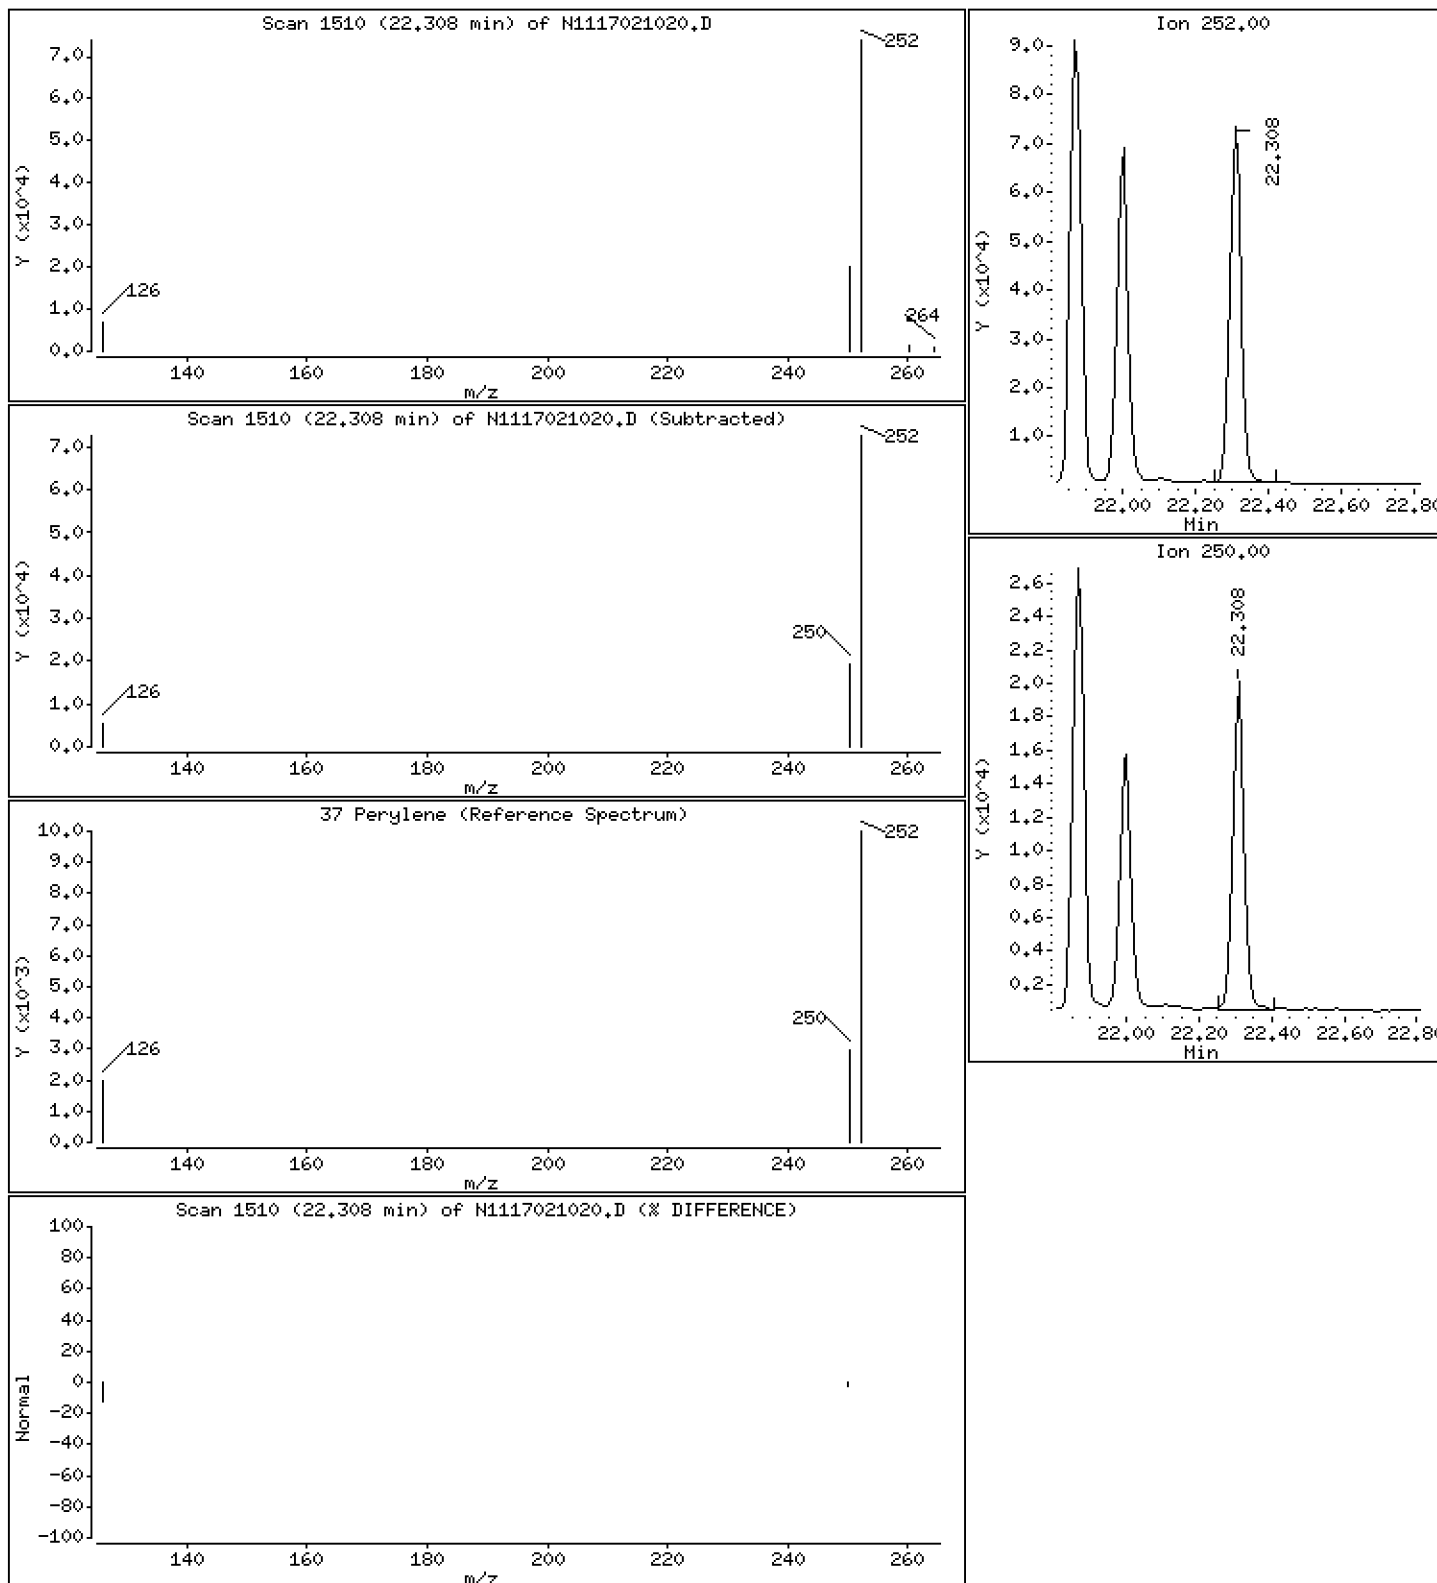 Scan 1510 (22.308 min) of N1117021020.D
Y (x10^4)
7.0
6.0
5.0
4.0
3.0
2.0
1.0
0.0
126
252
264
140 160 180 200 220 240 260
m/z
Scan 1510 (22.308 min) of N1117021020.D (Subtracted)
Y (x10^4)
7.0
6.0
5.0
4.0
3.0
2.0
1.0
0.0
126
250
252
140 160 180 200 220 240 260
m/z
37 Perylene (Reference Spectrum)
Y (x10^3)
10.0
9.0
8.0
7.0
6.0
5.0
4.0
3.0
2.0
1.0
0.0
126
250
252
140 160 180 200 220 240 260
m/z
Scan 1510 (22.308 min) of N1117021020.D (% DIFFERENCE)
Normal
100
80
60
40
20
0
-20
-40
-60
-80
-100
140 160 180 200 220 240 260
m/z
Ion 252.00
Y (x10^4)
9.0
8.0
7.0
6.0
5.0
4.0
3.0
2.0
1.0
22.308
22.00 22.20 22.40 22.60 22.80
Min
Ion 250.00
Y (x10^4)
2.6
2.4
2.2
2.0
1.8
1.6
1.4
1.2
1.0
0.8
0.6
0.4
0.2
22.308
22.00 22.20 22.40 22.60 22.80
Min